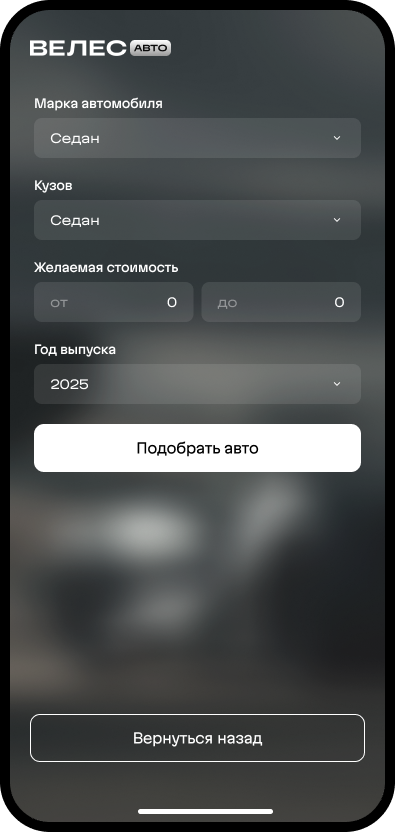 ВЕЛЕС АВТО
Марка автомобиля
Седан
Кузов
Седан
Желаемая стоимость
от 0 до 0
Год выпуска
2025
Подобрать авто
Вернуться назад